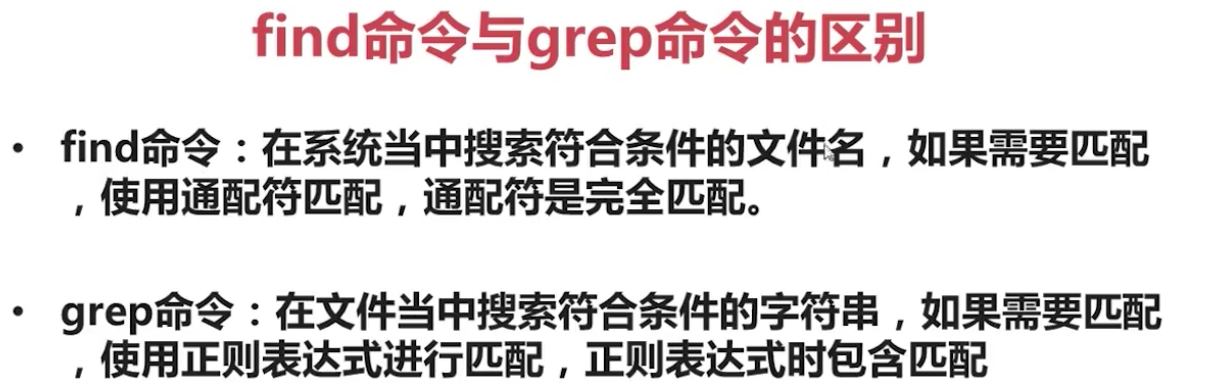 find命令与grep命令的区别
• find命令：在系统当中搜索符合条件的文件名，如果需要匹配
，使用通配符匹配，通配符是完全匹配。
• grep命令：在文件当中搜索符合条件的字符串，如果需要匹配
，使用正则表达式进行匹配，正则表达式时包含匹配